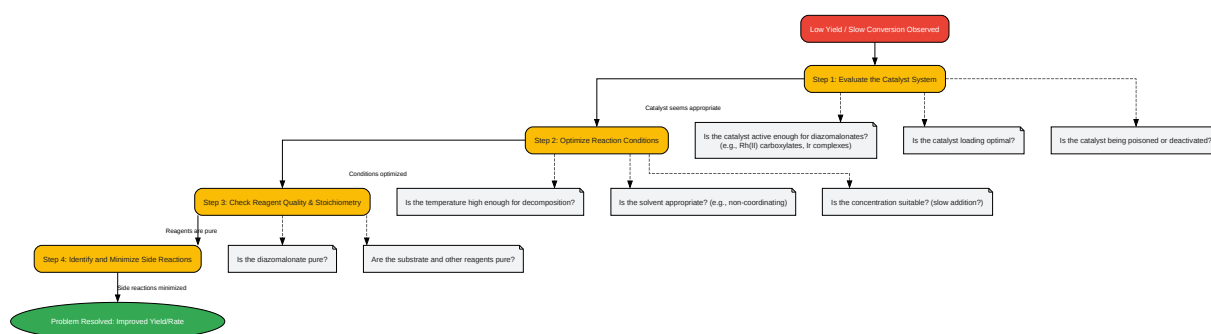 Low Yield / Slow Conversion Observed
Step 1: Evaluate the Catalyst System
Catalyst seems appropriate
Step 2: Optimize Reaction Conditions
Is the catalyst active enough for diazomalonates?
(e.g., Rh(II) carboxylates, Ir complexes)
Is the catalyst loading optimal?
Is the catalyst being poisoned or deactivated?
Conditions optimized
Step 3: Check Reagent Quality & Stoichiometry
Is the temperature high enough for decomposition?
Is the solvent appropriate? (e.g., non-coordinating)
Is the concentration suitable? (slow addition?)
Reagents are pure
Step 4: Identify and Minimize Side Reactions
Is the diazomalonate pure?
Are the substrate and other reagents pure?
Side reactions minimized
Problem Resolved: Improved Yield/Rate